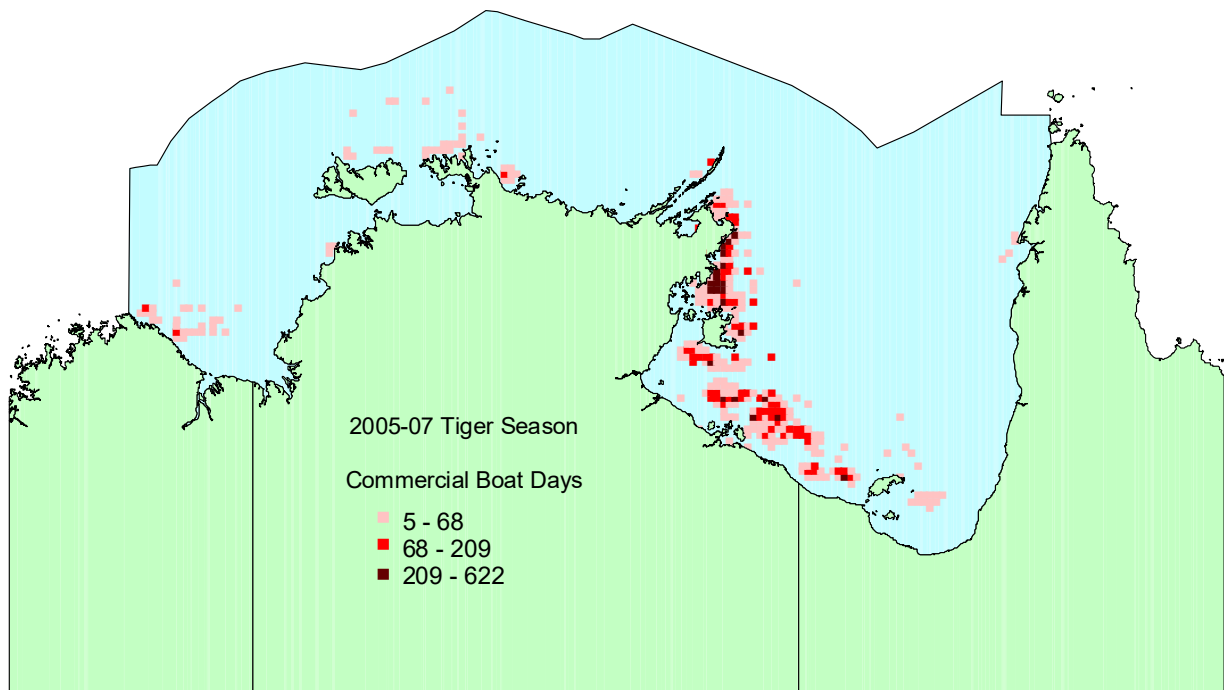 2005-07 Tiger Season
Commercial Boat Days
5 - 68
68 - 209
209 - 622